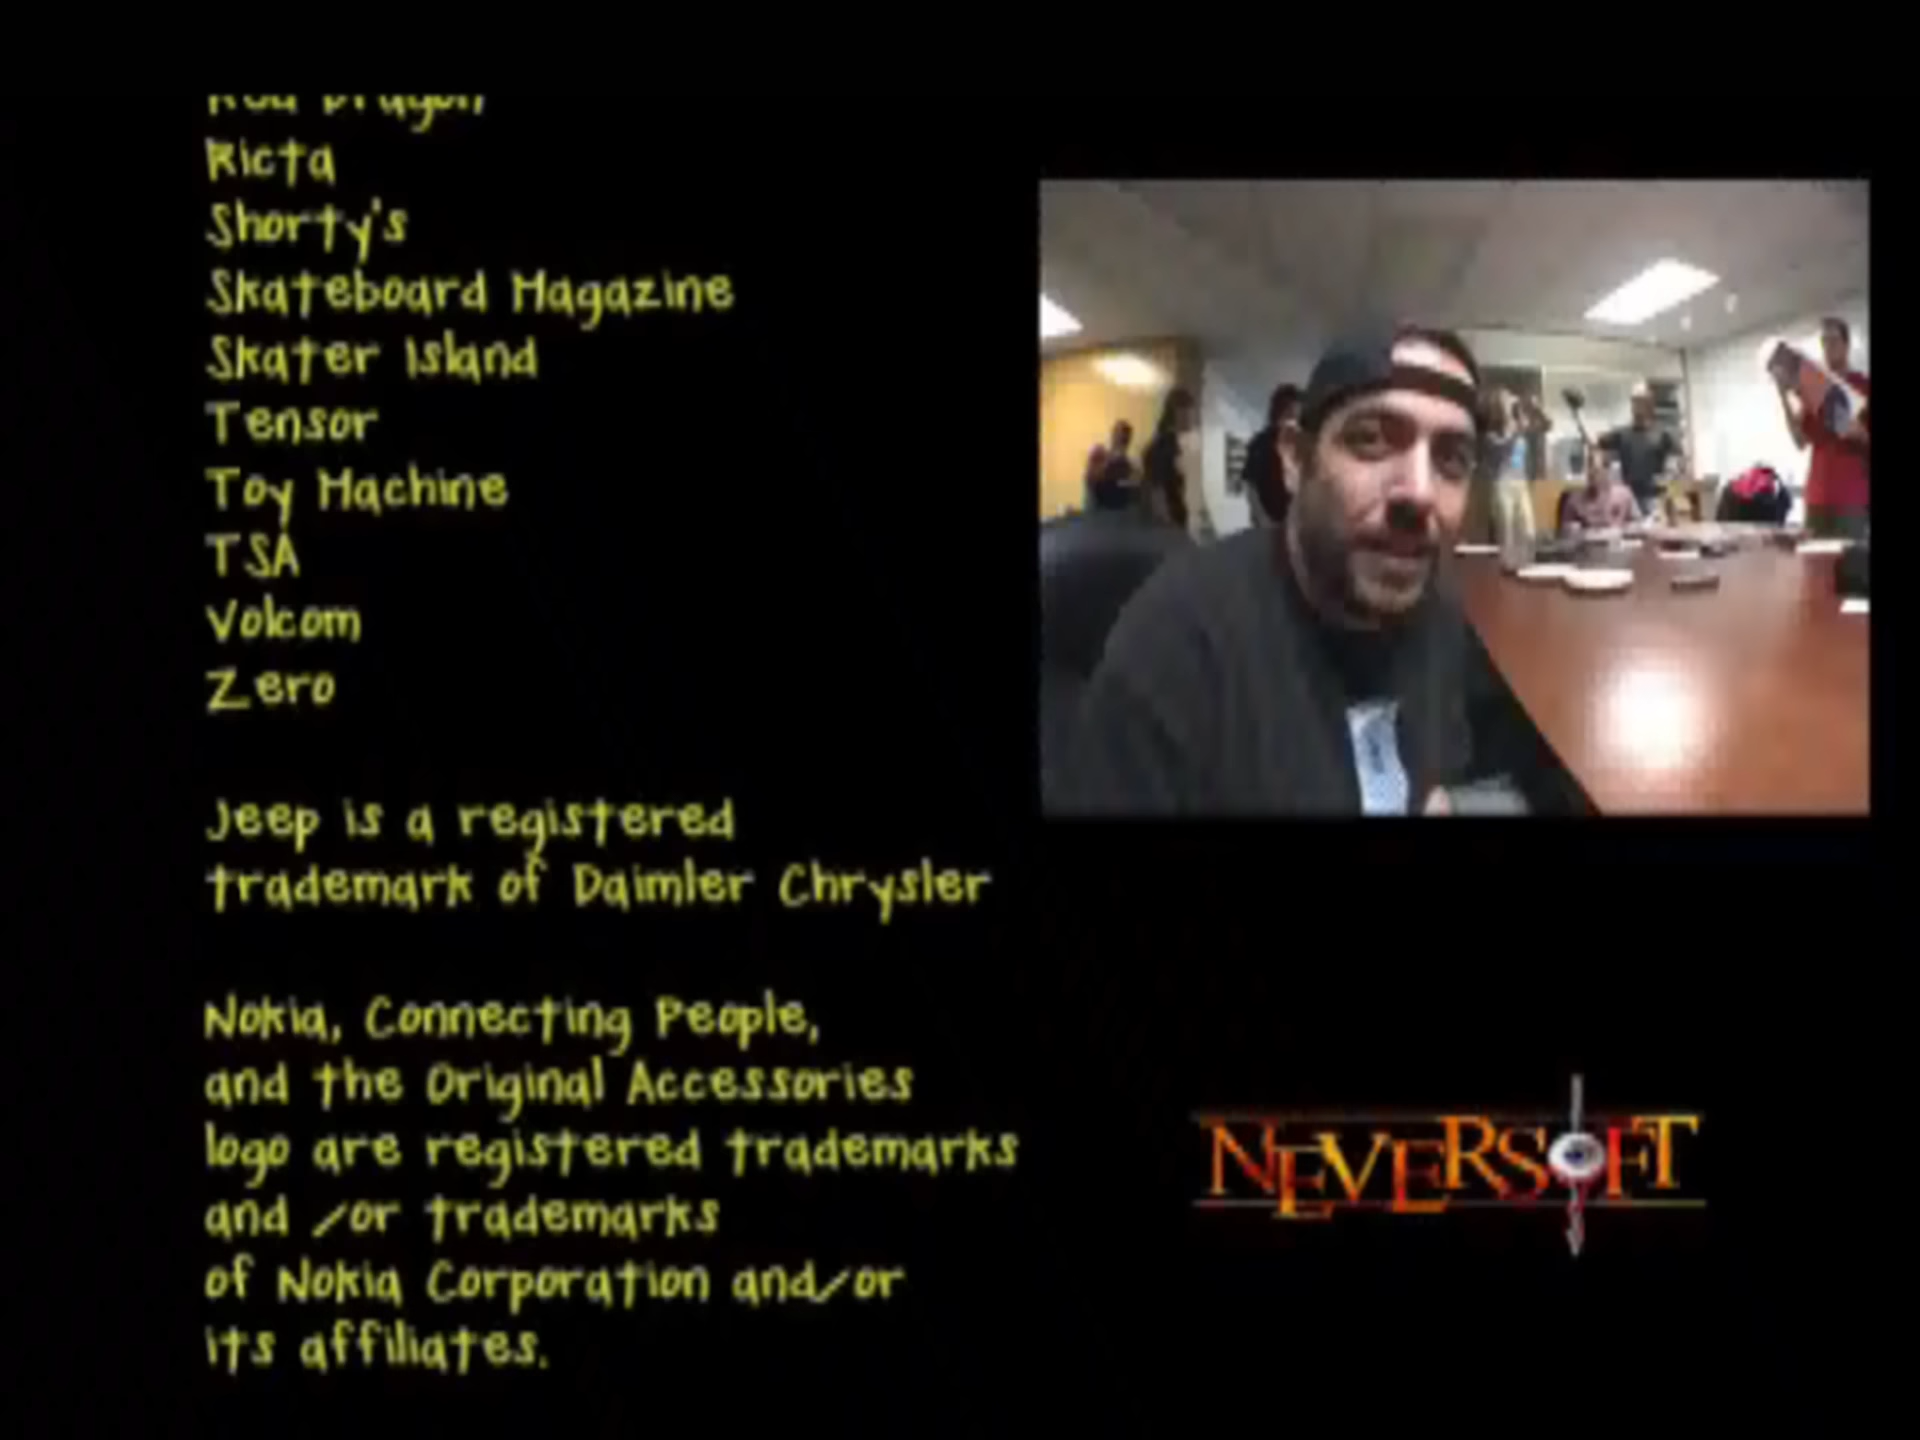 Ricta
Shorty's
Skateboard Magazine
Skater Island
Tensor
Toy Machine
TSA
Volcom
Zero
Jeep is a registered
trademark of Daimler Chrysler
Nokia, Connecting People,
and the Original Accessories
logo are registered trademarks
and /or trademarks
of Nokia Corporation and/or
its affiliates.
NEVERSOFT